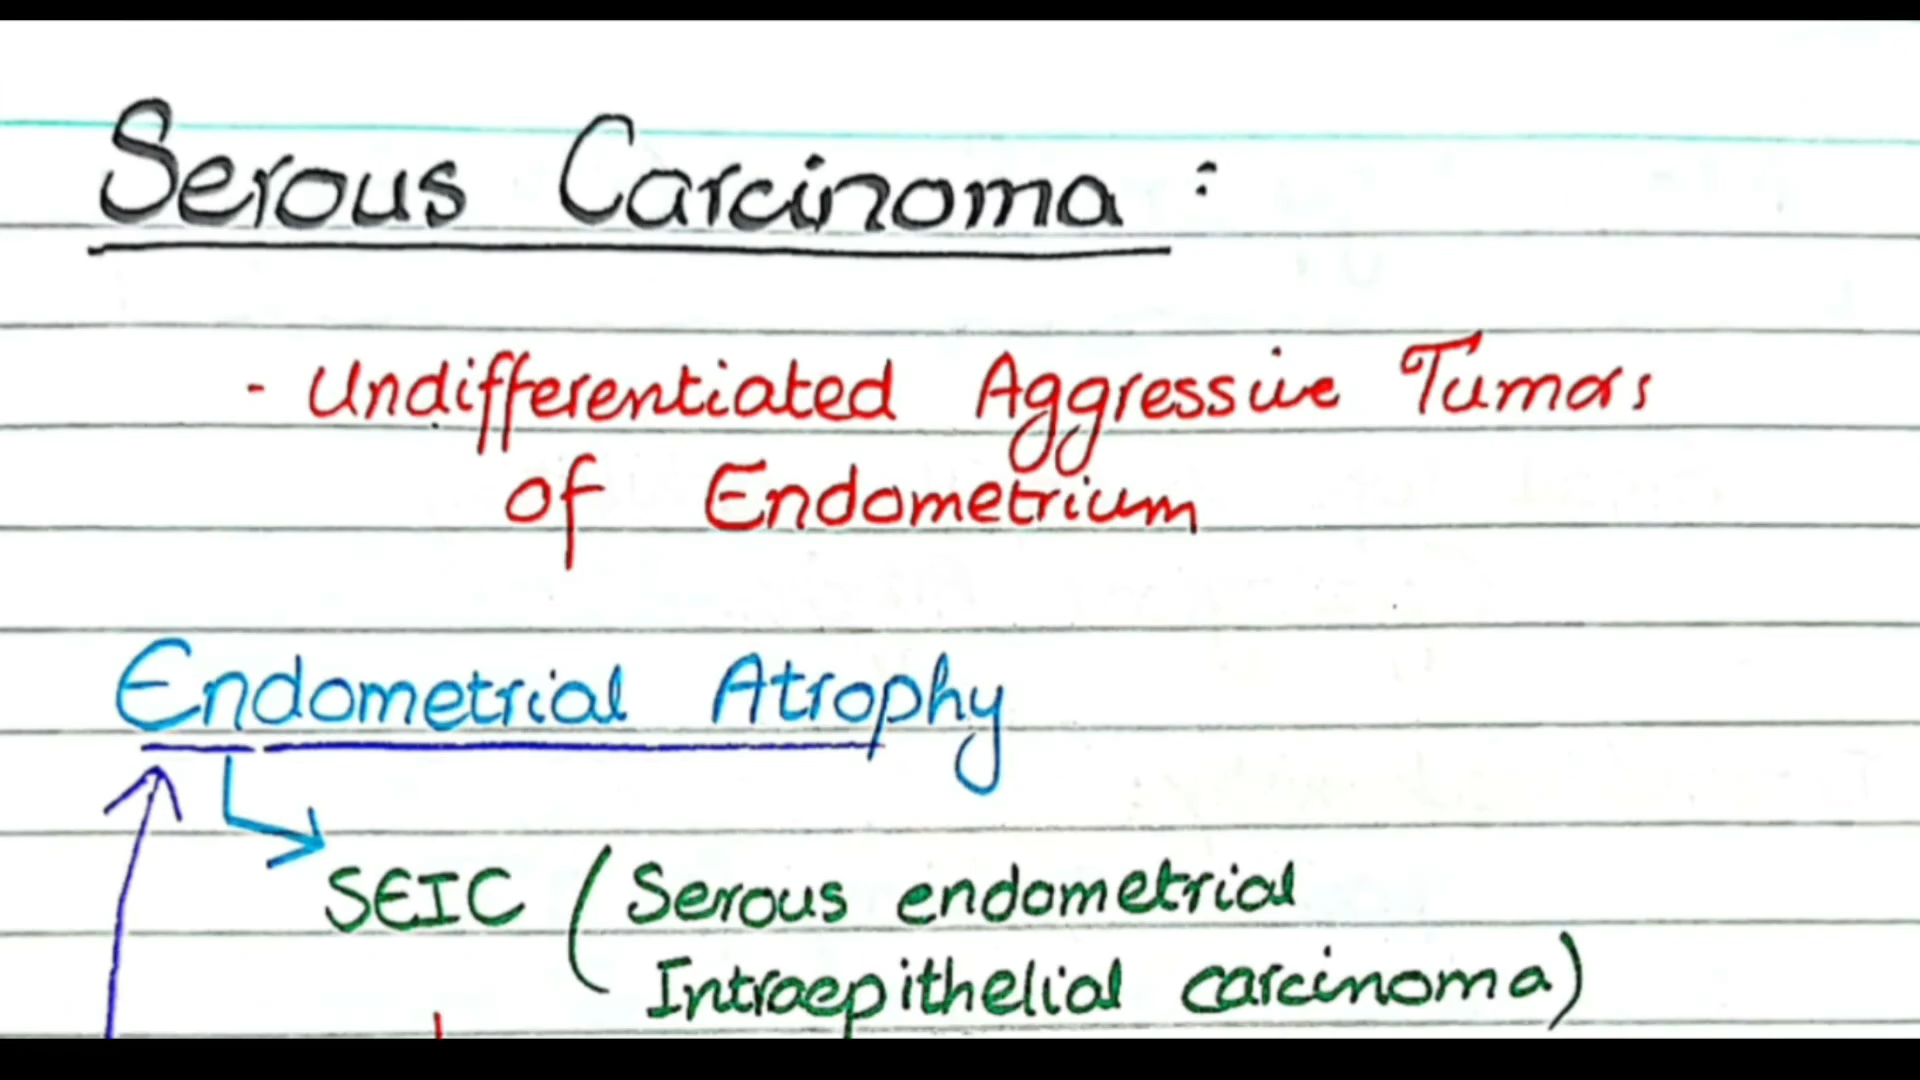 Serous Carcinoma :
- Undifferentiated Aggressive Tumors
of Endometrium
Endometrial Atrophy
SEIC (Serous endometrial
Intraepithelial carcinoma)